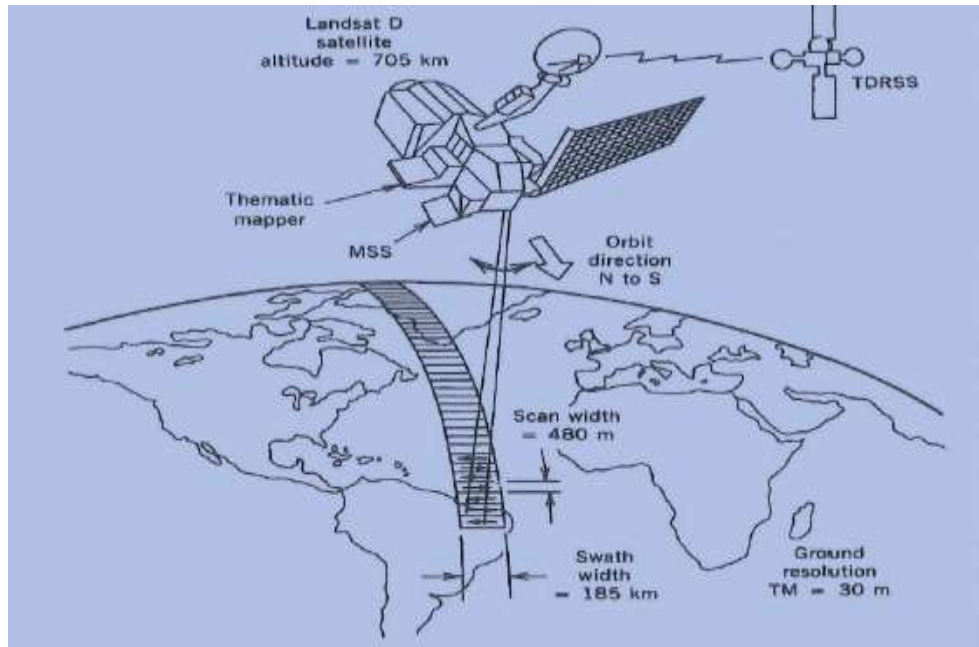 Landsat D
satellite
altitude = 705 km
TDRSS
Thematic
mapper
MSS
Orbit
direction
N to S
Scan width
= 480 m
Swath
width
= 185 km
Ground
resolution
TM = 30 m